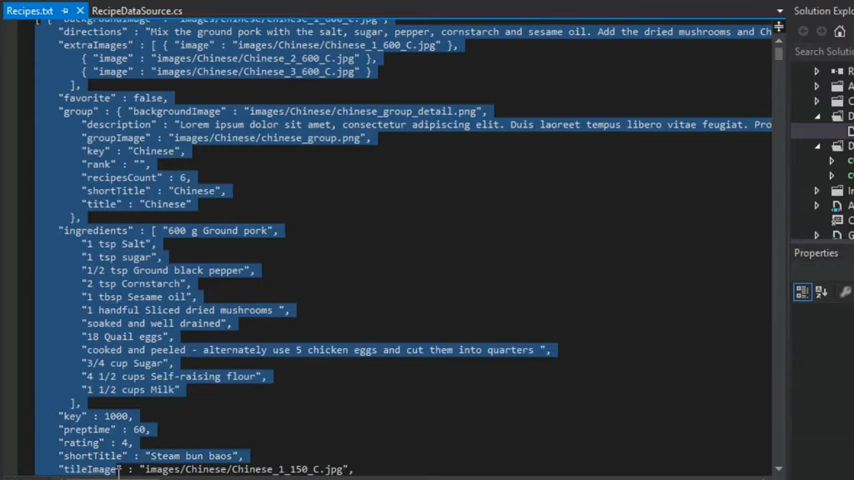 Recipes.txt
RecipeDataSource.cs
Solution Explo
[ { "backgroundImage" : "images/Chinese/Chinese_1_600_C.jpg",
"directions" : "Mix the ground pork with the salt, sugar, pepper, cornstarch and sesame oil. Add the dried mushrooms and Ch
"extraImages" : [ { "image" : "images/Chinese/Chinese_1_600_C.jpg" },
{ "image" : "images/Chinese/Chinese_2_600_C.jpg" },
{ "image" : "images/Chinese/Chinese_3_600_C.jpg" }
],
"favorite" : false,
"group" : { "backgroundImage" : "images/Chinese/chinese_group_detail.png",
"description" : "Lorem ipsum dolor sit amet, consectetur adipiscing elit. Duis laoreet tempus libero vitae feugiat. Pro
"groupImage" : "images/Chinese/chinese_group.png",
"key" : "Chinese",
"rank" : "",
"recipesCount" : 6,
"shortTitle" : "Chinese",
"title" : "Chinese"
},
"ingredients" : [ "600 g Ground pork",
"1 tsp Salt",
"1 tsp sugar",
"1/2 tsp Ground black pepper",
"2 tsp Cornstarch",
"1 tbsp Sesame oil",
"1 handful Sliced dried mushrooms ",
"soaked and well drained",
"18 Quail eggs",
"cooked and peeled - alternately use 5 chicken eggs and cut them into quarters ",
"3/4 cup Sugar",
"4 1/2 cups Self-raising flour",
"1 1/2 cups Milk"
],
"key" : 1000,
"preptime" : 60,
"rating" : 4,
"shortTitle" : "Steam bun baos",
"tileImage" : "images/Chinese/Chinese_1_150_C.jpg",
Search Solutio
R
A
C
D
D
In
A
C
G
Properties